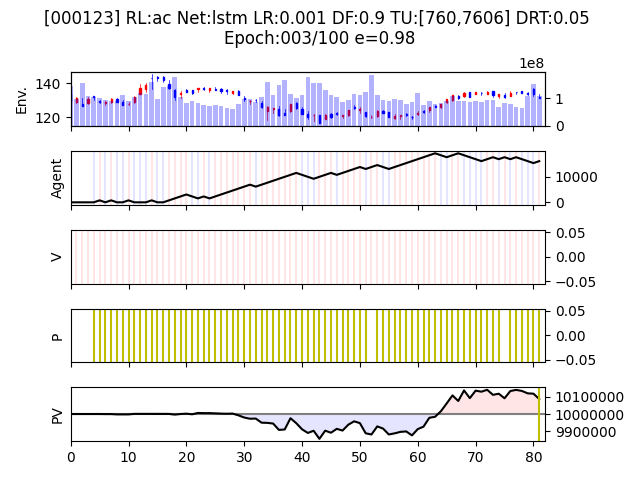 [000123] RL:ac Net:lstm LR:0.001 DF:0.9 TU:[760,7606] DRT:0.05
Epoch:003/100 e=0.98
1e8
Env.
140
120
1
0
Agent
10000
0
V
0.05
0.00
−0.05
P
0.05
0.00
−0.05
PV
10100000
10000000
9900000
0 10 20 30 40 50 60 70 80